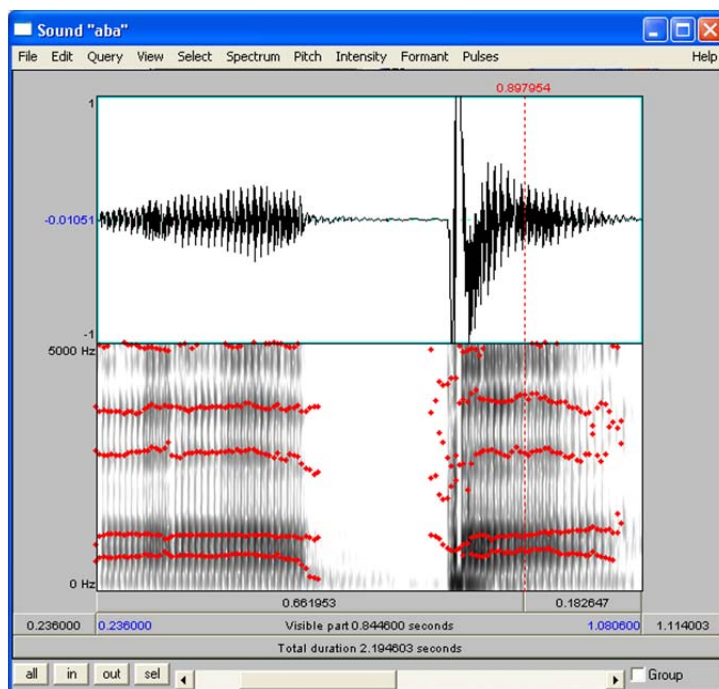 Sound "aba"
File Edit Query View Select Spectrum Pitch Intensity Formant Pulses Help
0.897954
1
-0.01051
-1
5000 Hz
0 Hz
0.661953 0.182647
0.236000 0.236000 Visible part 0.844600 seconds 1.080600 1.114003
Total duration 2.194603 seconds
all in out sel Group